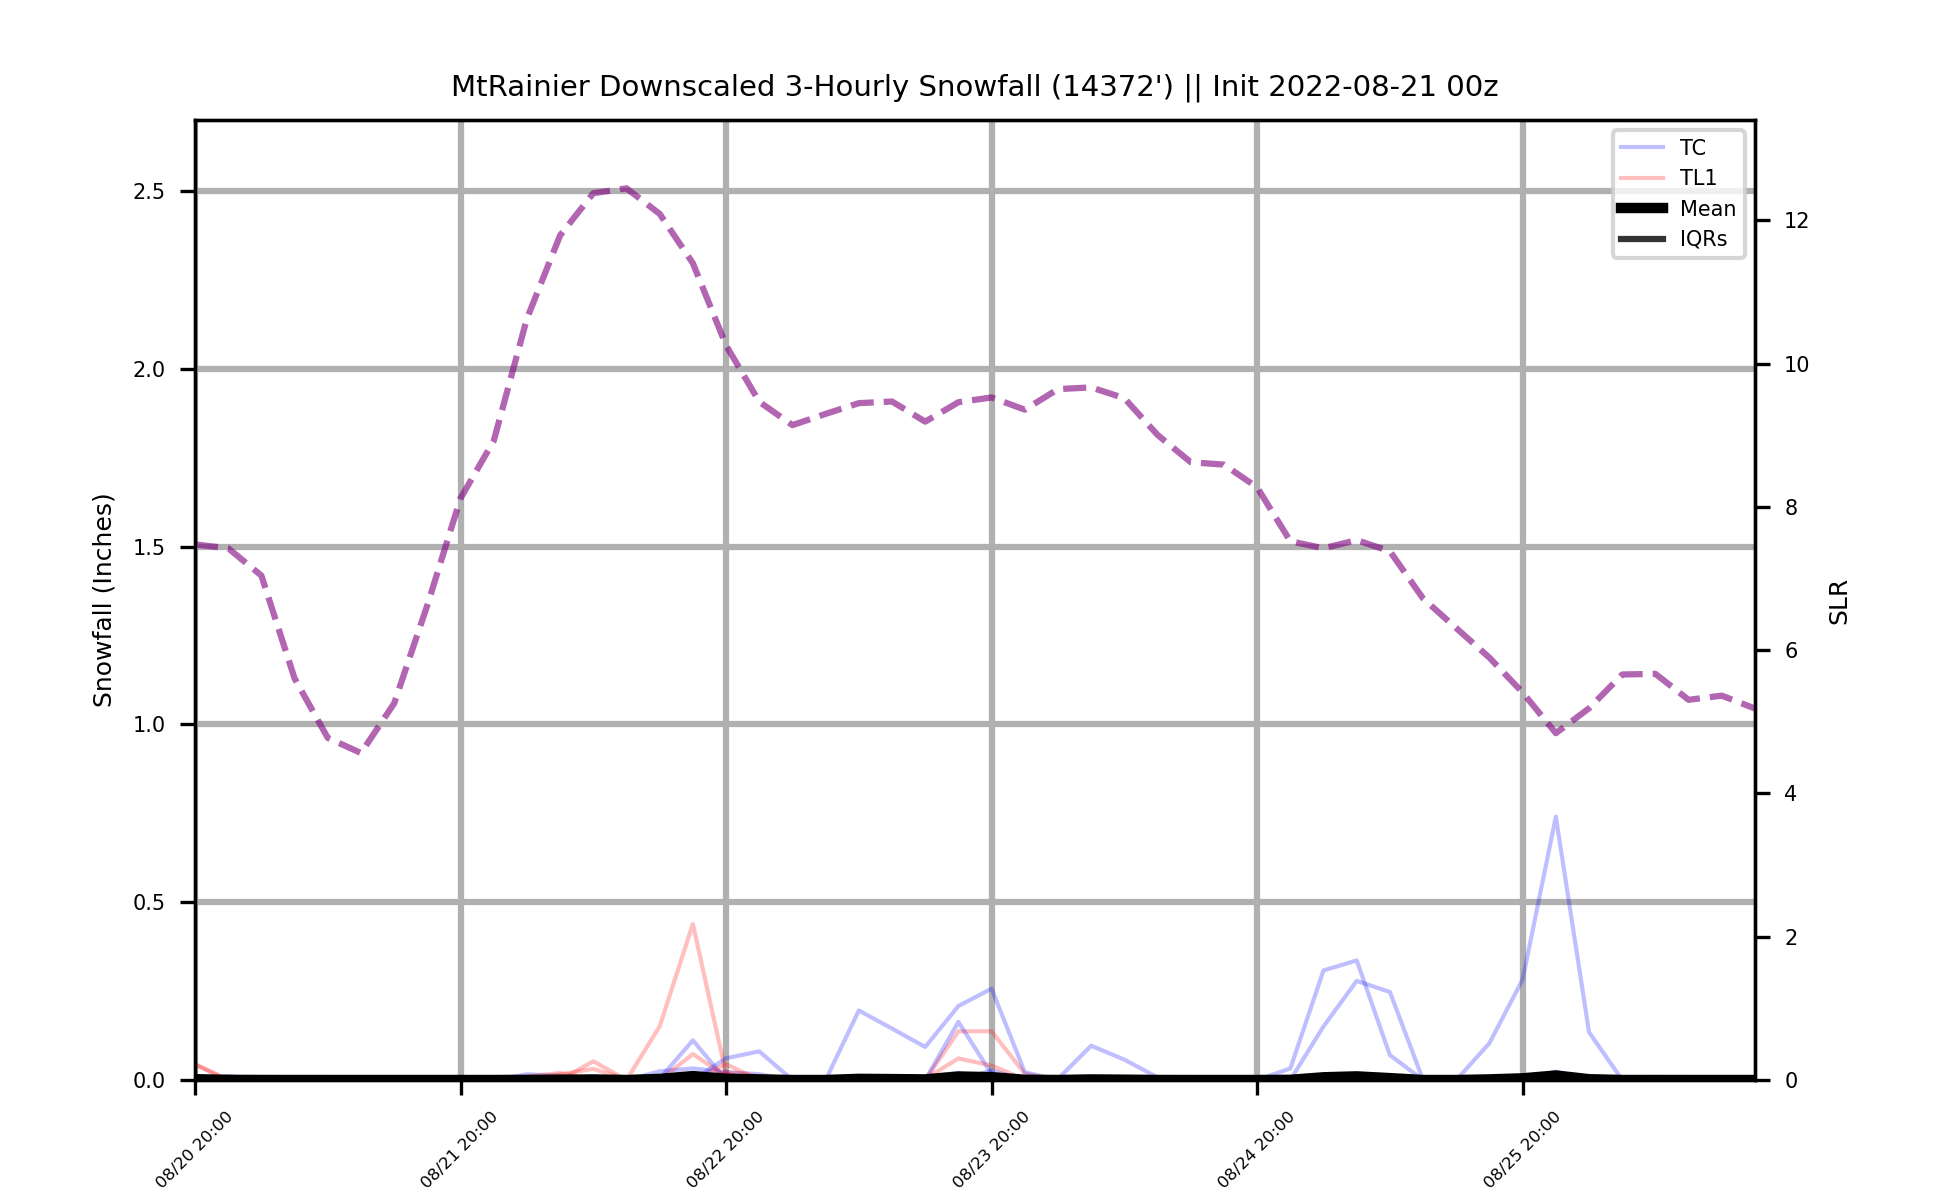 MtRainier Downscaled 3-Hourly Snowfall (14372') || Init 2022-08-21 00z
TC
TL1
Mean
IQRs
Snowfall (Inches)
2.5
2.0
1.5
1.0
0.5
0.0
SLR
12
10
8
6
4
2
0
08/20 20:00
08/21 20:00
08/22 20:00
08/23 20:00
08/24 20:00
08/25 20:00